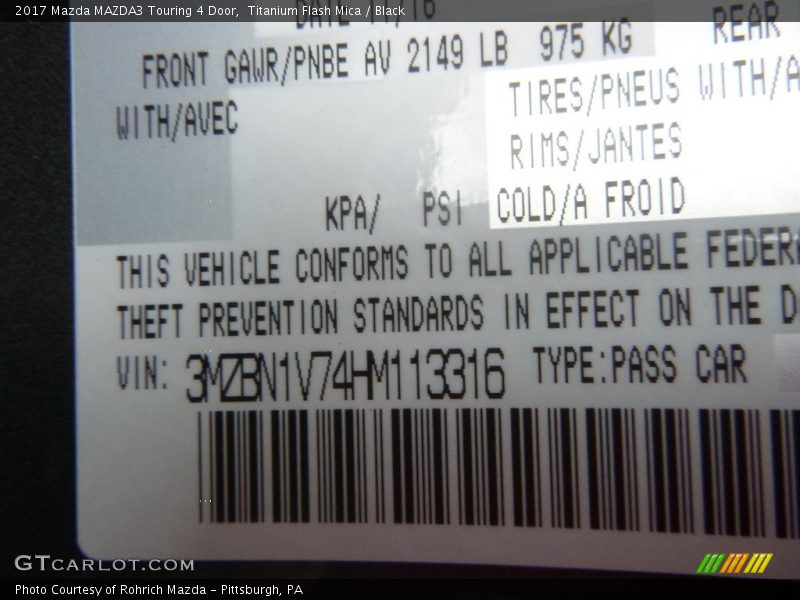 2017 Mazda MAZDA3 Touring 4 Door, Titanium Flash Mica / Black
FRONT GAWR/PNBE AV 2149 LB 975 KG REAR
WITH/AVEC TIRES/PNEUS WITH/A
RIMS/JANTES
KPA/ PSI COLD/A FROID
THIS VEHICLE CONFORMS TO ALL APPLICABLE FEDERA
THEFT PREVENTION STANDARDS IN EFFECT ON THE D
VIN: 3MZBN1V74HM113316 TYPE:PASS CAR
GTCARLOT.COM
Photo Courtesy of Rohrich Mazda - Pittsburgh, PA